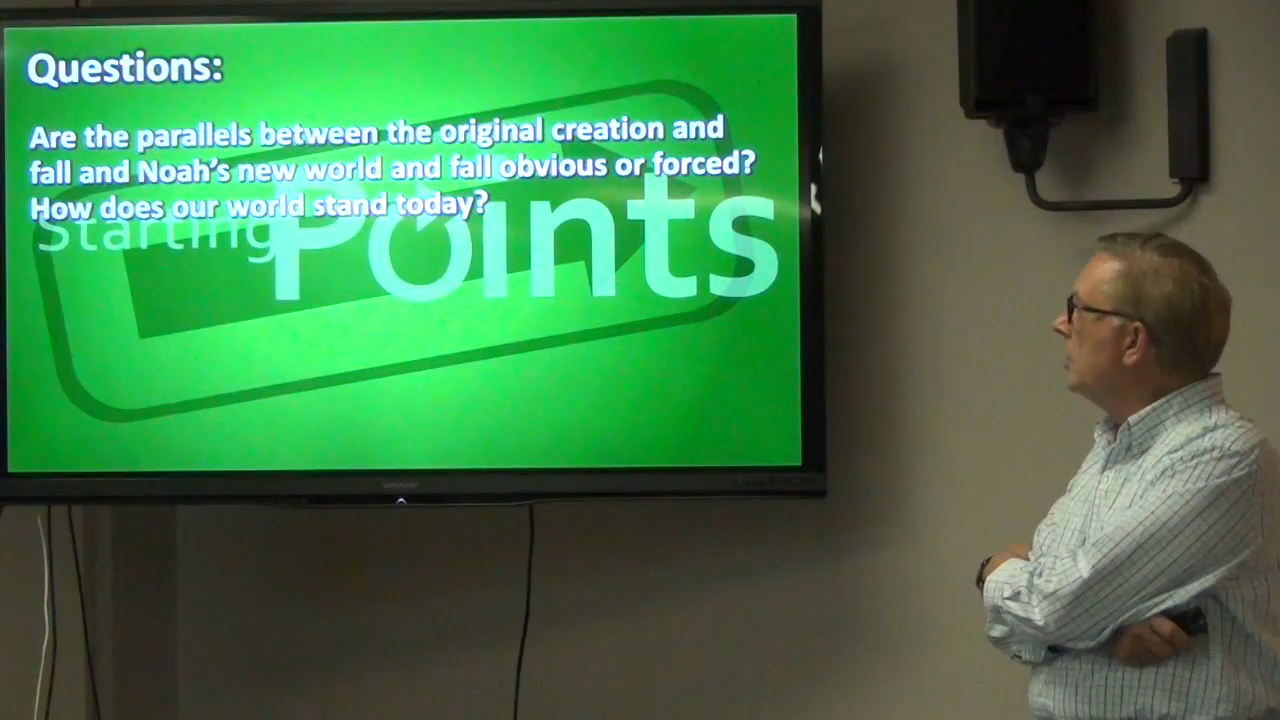 Questions:
Are the parallels between the original creation and
fall and Noah's new world and fall obvious or forced?
How does our world stand today?
Starting
Points